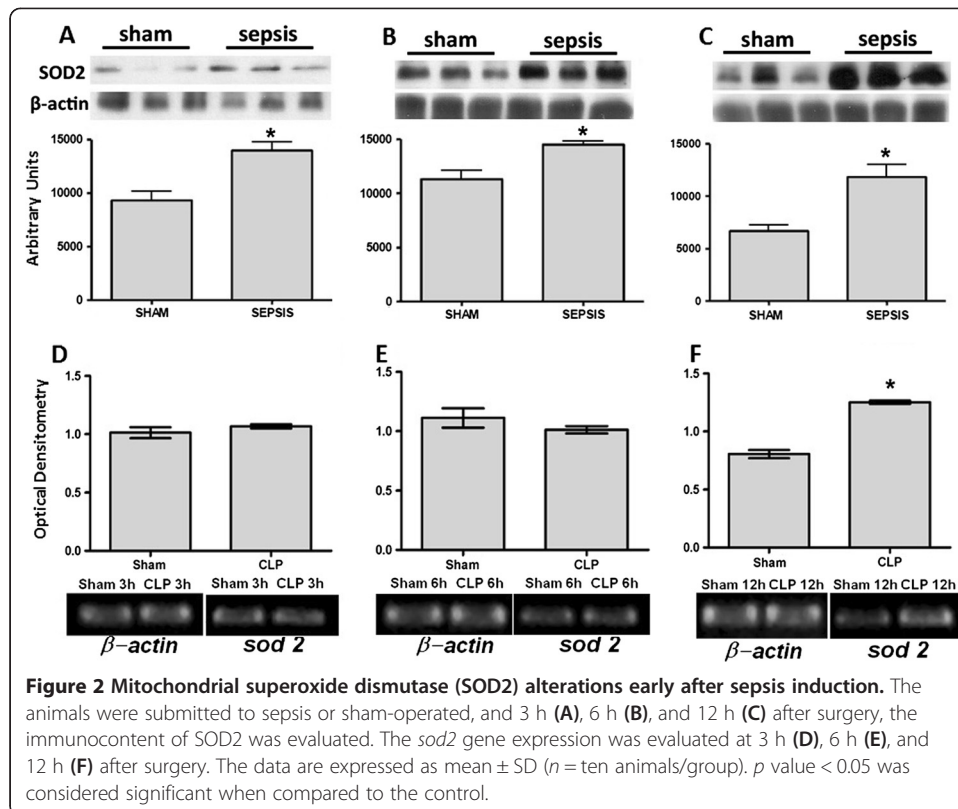 A sham sepsis
B sham sepsis
C sham sepsis
SOD2
β-actin
Arbitrary Units
15000
10000
5000
0
*
SHAM SEPSIS
15000
10000
5000
0
*
SHAM SEPSIS
15000
10000
5000
0
*
SHAM SEPSIS
D
Optical Densitometry
1.5
1.0
0.5
0.0
Sham CLP
Sham 3h CLP 3h Sham 3h CLP 3h
β-actin sod 2
E
1.5
1.0
0.5
0.0
Sham CLP
Sham 6h CLP 6h Sham 6h CLP 6h
β-actin sod 2
F
1.5
1.0
0.5
0.0
*
Sham CLP
Sham 12h CLP 12h Sham 12h CLP 12h
β-actin sod 2
Figure 2 Mitochondrial superoxide dismutase (SOD2) alterations early after sepsis induction. The
animals were submitted to sepsis or sham-operated, and 3 h (A), 6 h (B), and 12 h (C) after surgery, the
immunocontent of SOD2 was evaluated. The sod2 gene expression was evaluated at 3 h (D), 6 h (E), and
12 h (F) after surgery. The data are expressed as mean ± SD (n = ten animals/group). p value < 0.05 was
considered significant when compared to the control.